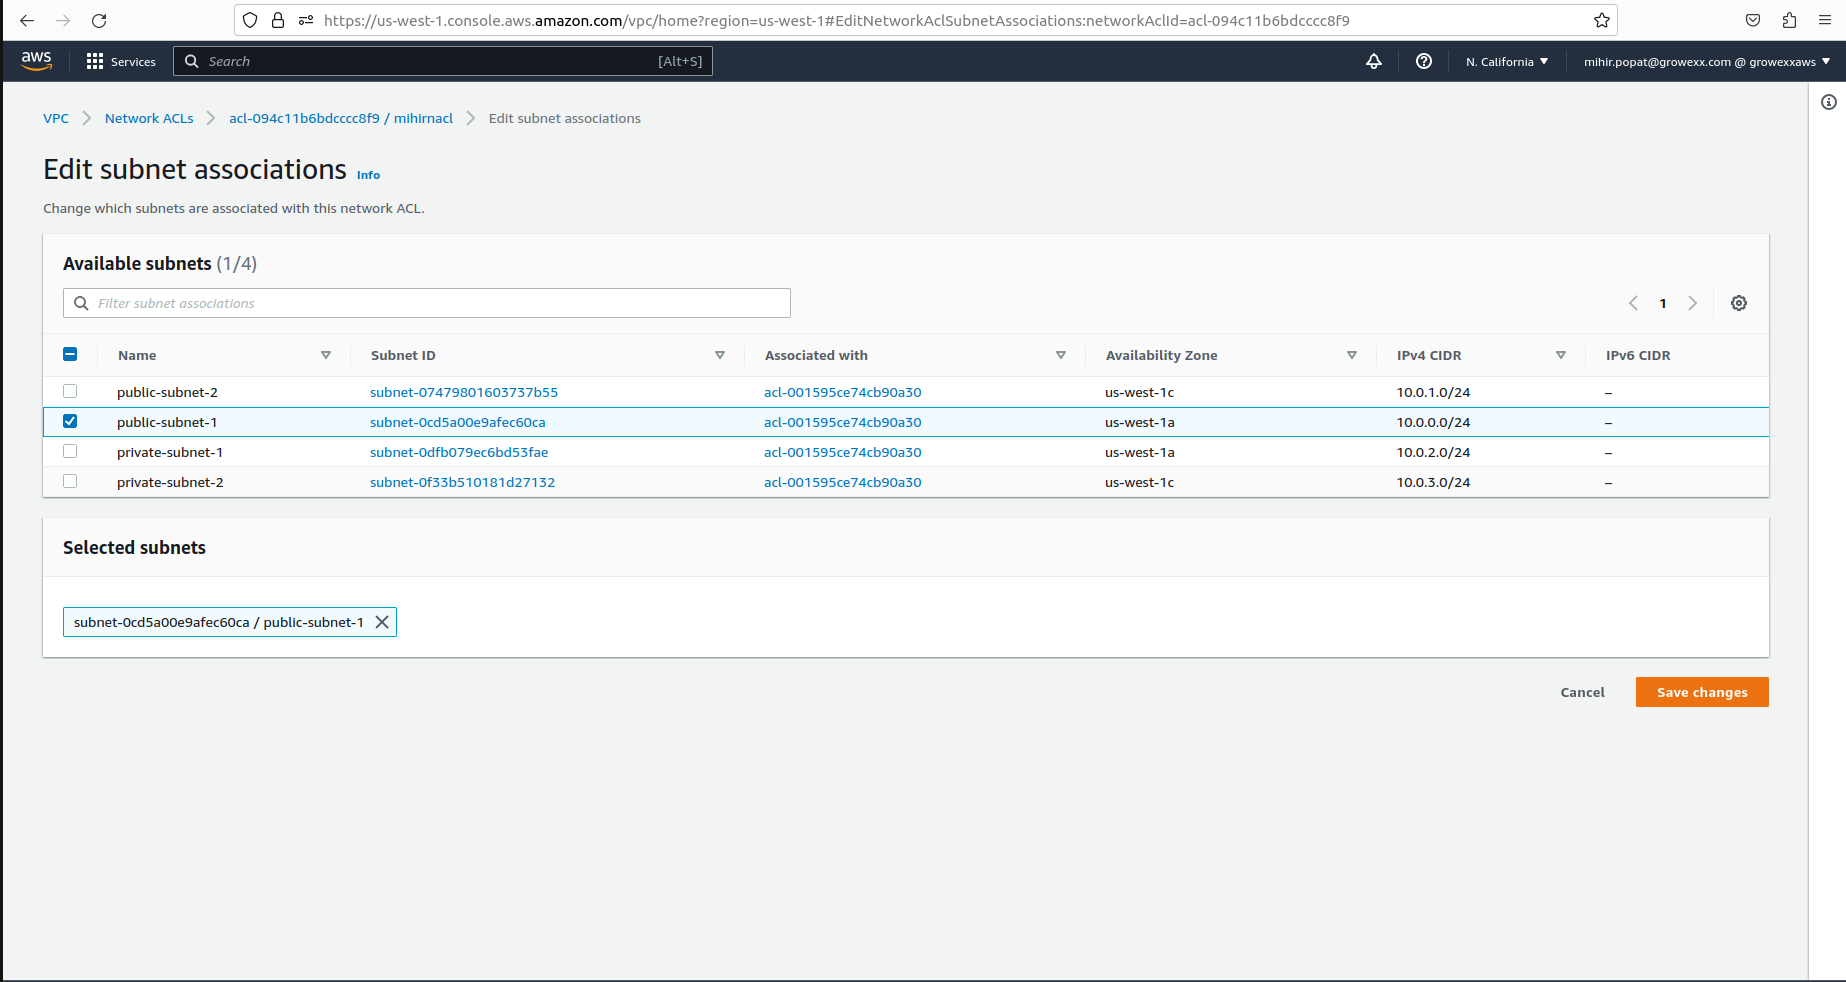 https://us-west-1.console.aws.amazon.com/vpc/home?region=us-west-1#EditNetworkAclSubnetAssociations:networkAclId=acl-094c11b6bdcccc8f9
aws Services Search [Alt+S] N. California mihir.popat@growexx.com @ growexxaws
VPC Network ACLs acl-094c11b6bdcccc8f9 / mihirnacl Edit subnet associations
Edit subnet associations Info
Change which subnets are associated with this network ACL.
Available subnets (1/4)
Filter subnet associations 1
Name Subnet ID Associated with Availability Zone IPv4 CIDR IPv6 CIDR
public-subnet-2 subnet-07479801603737b55 acl-001595ce74cb90a30 us-west-1c 10.0.1.0/24 –
public-subnet-1 subnet-0cd5a00e9afec60ca acl-001595ce74cb90a30 us-west-1a 10.0.0.0/24 –
private-subnet-1 subnet-0dfb079ec6bd53fae acl-001595ce74cb90a30 us-west-1a 10.0.2.0/24 –
private-subnet-2 subnet-0f33b510181d27132 acl-001595ce74cb90a30 us-west-1c 10.0.3.0/24 –
Selected subnets
subnet-0cd5a00e9afec60ca / public-subnet-1
Cancel Save changes